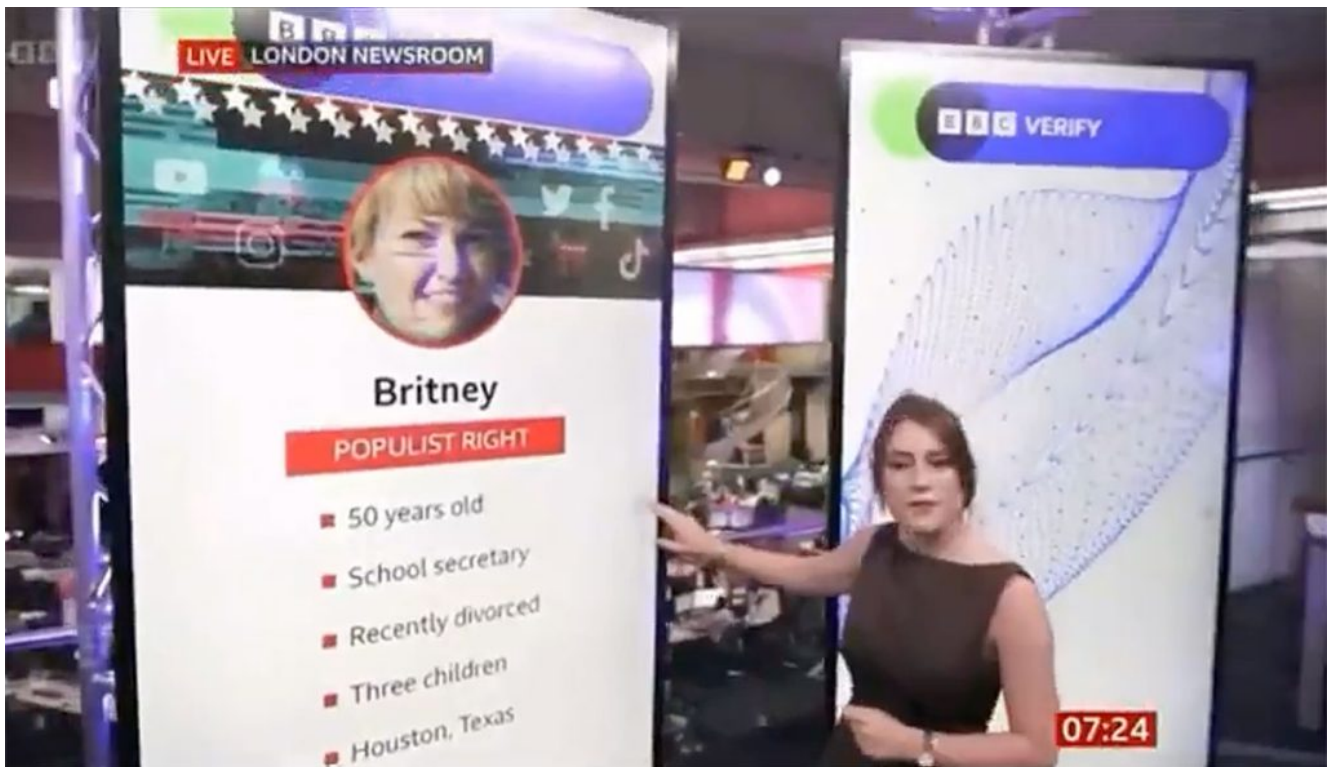 LIVE LONDON NEWSROOM
BBC VERIFY
Britney
POPULIST RIGHT
50 years old
School secretary
Recently divorced
Three children
Houston, Texas
07:24